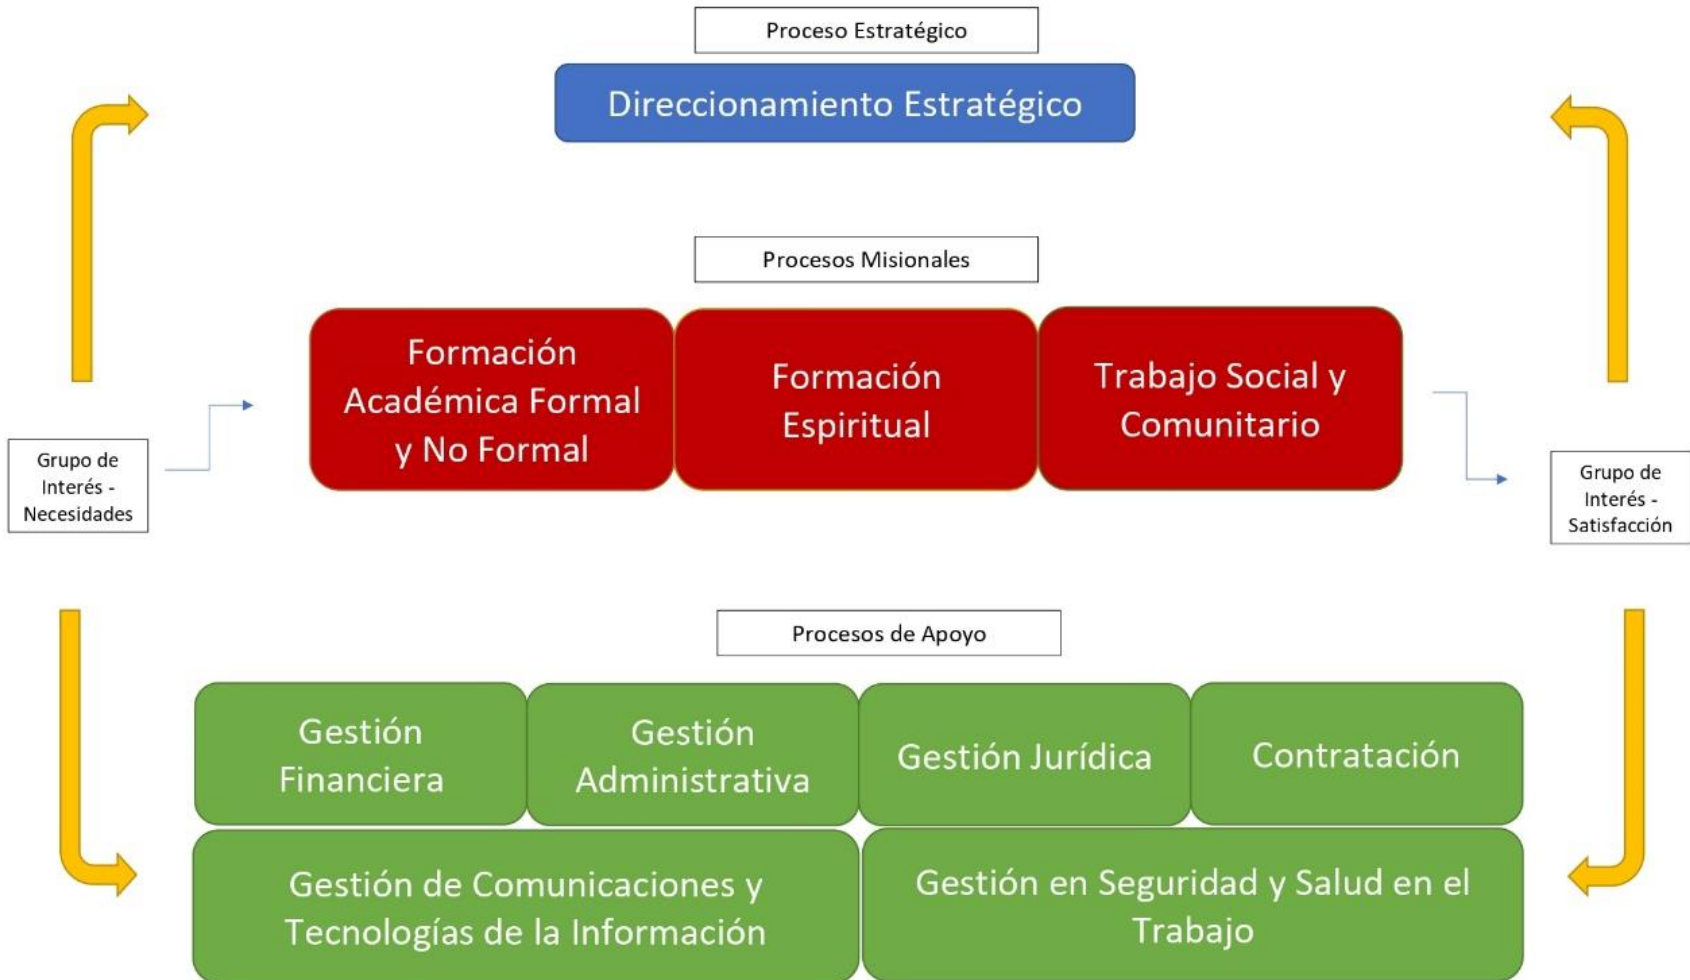 Proceso Estratégico
Direccionamiento Estratégico
Procesos Misionales
Formación
Académica Formal
y No Formal
Formación
Espiritual
Trabajo Social y
Comunitario
Grupo de
Interés -
Necesidades
Grupo de
Interés -
Satisfacción
Procesos de Apoyo
Gestión
Financiera
Gestión
Administrativa
Gestión Jurídica
Contratación
Gestión de Comunicaciones y
Tecnologías de la Información
Gestión en Seguridad y Salud en el
Trabajo